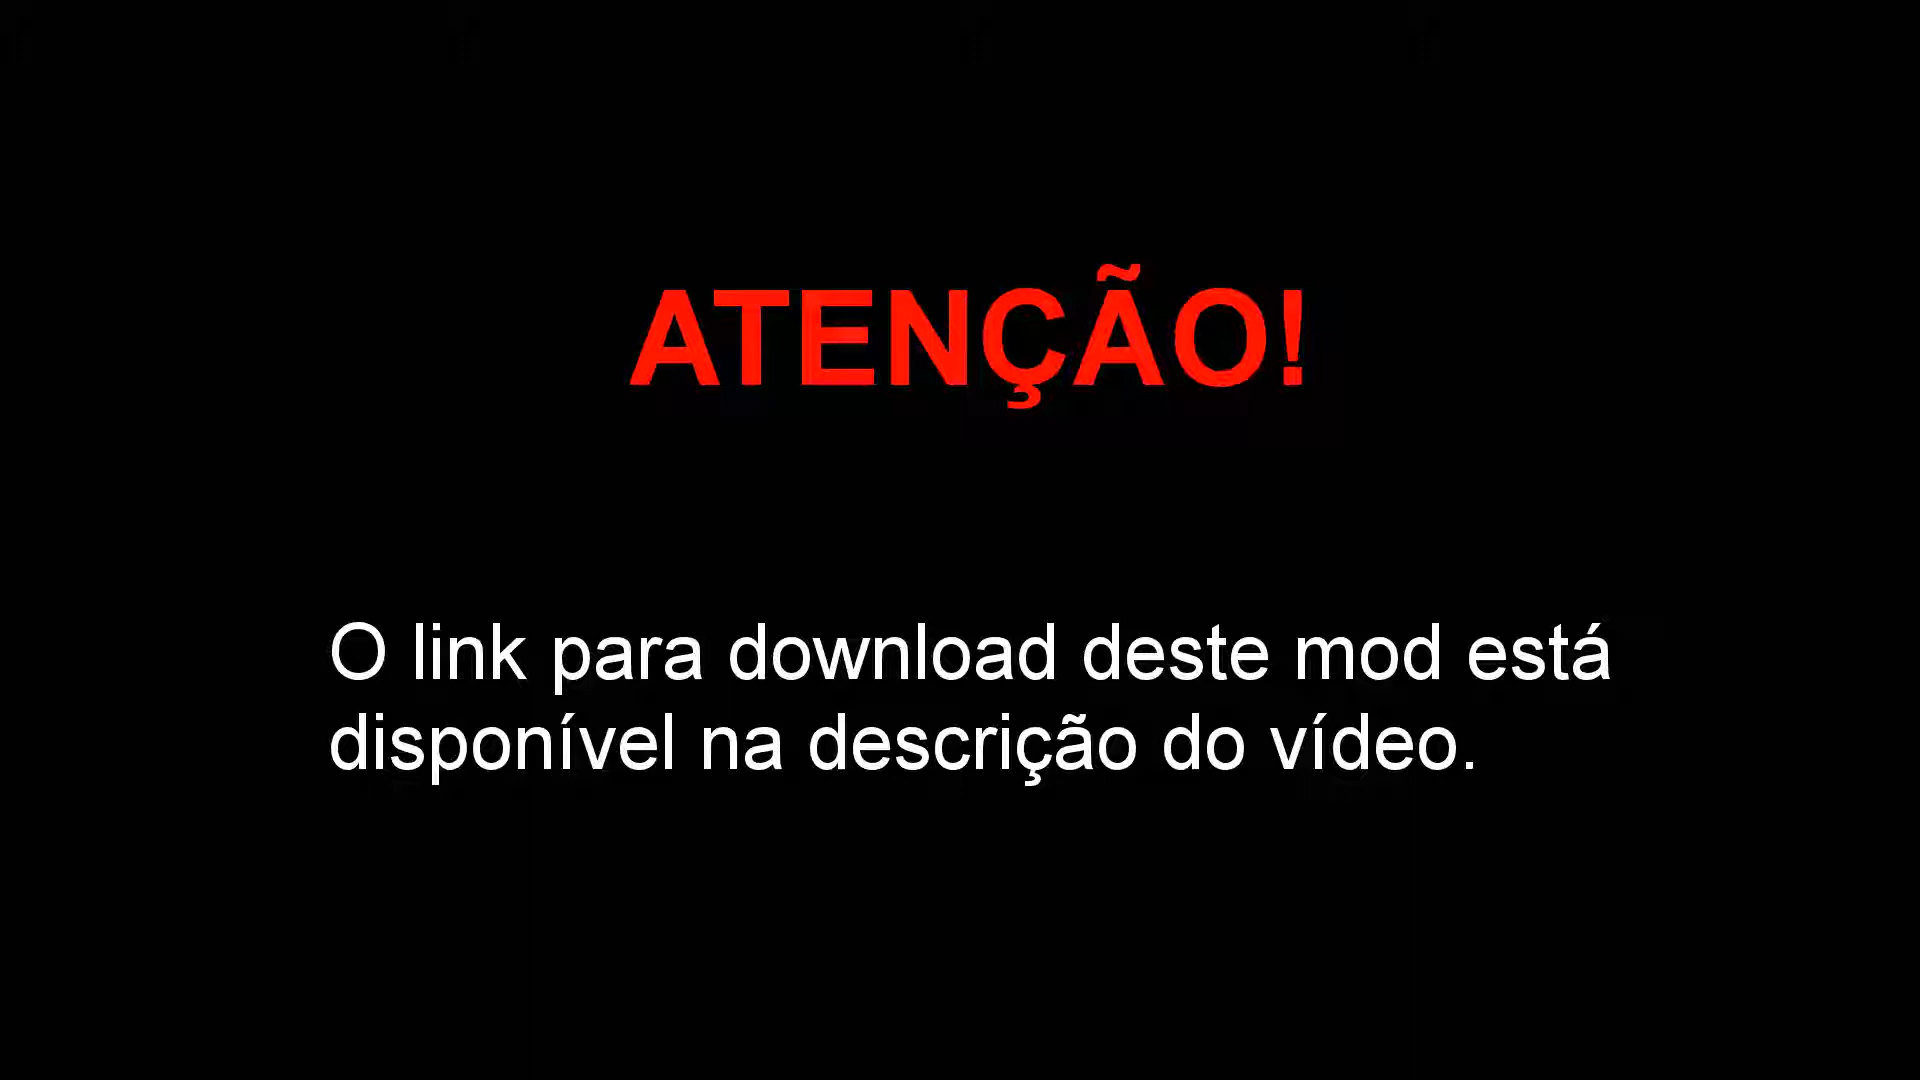 ATENÇÃO!
O link para download deste mod está
disponível na descrição do vídeo.